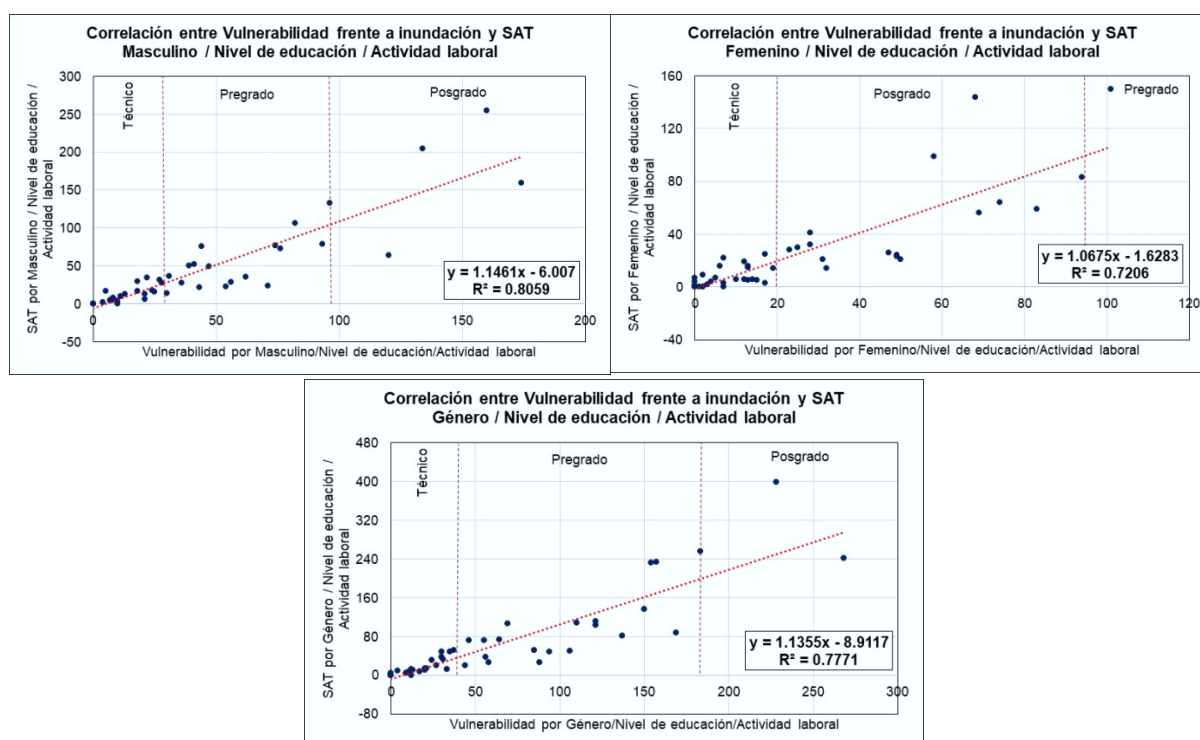 Correlación entre Vulnerabilidad frente a inundación y SAT
Masculino / Nivel de educación / Actividad laboral
SAT por Masculino / Nivel de educación /
Actividad laboral
300
250
200
150
100
50
0
-50
Técnico
Pregrado
Posgrado
y = 1.1461x - 6.007
R² = 0.8059
0
50
100
150
200
Vulnerabilidad por Masculino/Nivel de educación/Actividad laboral
Correlación entre Vulnerabilidad frente a inundación y SAT
Femenino / Nivel de educación / Actividad laboral
SAT por Femenino / Nivel de educación /
Actividad laboral
160
120
80
40
0
-40
Técnico
Posgrado
Pregrado
y = 1.0675x - 1.6283
R² = 0.7206
0
20
40
60
80
100
120
Vulnerabilidad por Femenino/Nivel de educación/Actividad laboral
Correlación entre Vulnerabilidad frente a inundación y SAT
Género / Nivel de educación / Actividad laboral
SAT por Género / Nivel de educación /
Actividad laboral
480
400
320
240
160
80
0
-80
Técnico
Pregrado
Posgrado
y = 1.1355x - 8.9117
R² = 0.7771
0
50
100
150
200
250
300
Vulnerabilidad por Género/Nivel de educación/Actividad laboral